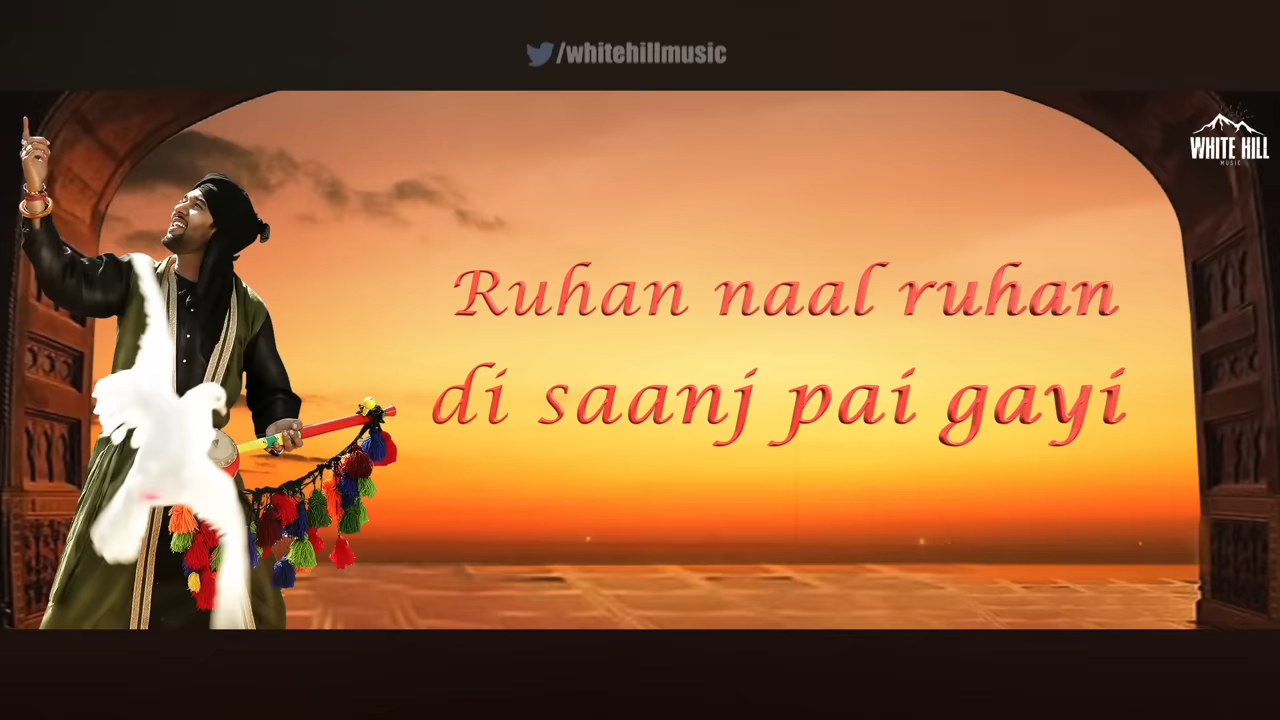 /whitehillmusic
WHITE HILL
MUSIC
Ruhan naal ruhan
di saanj pai gayi